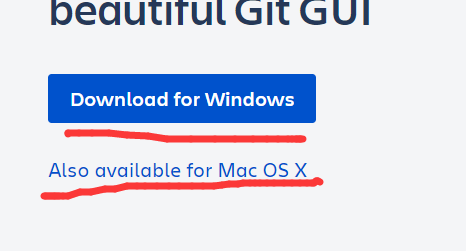 beautiful Git GUI
Download for Windows
Also available for Mac OS X